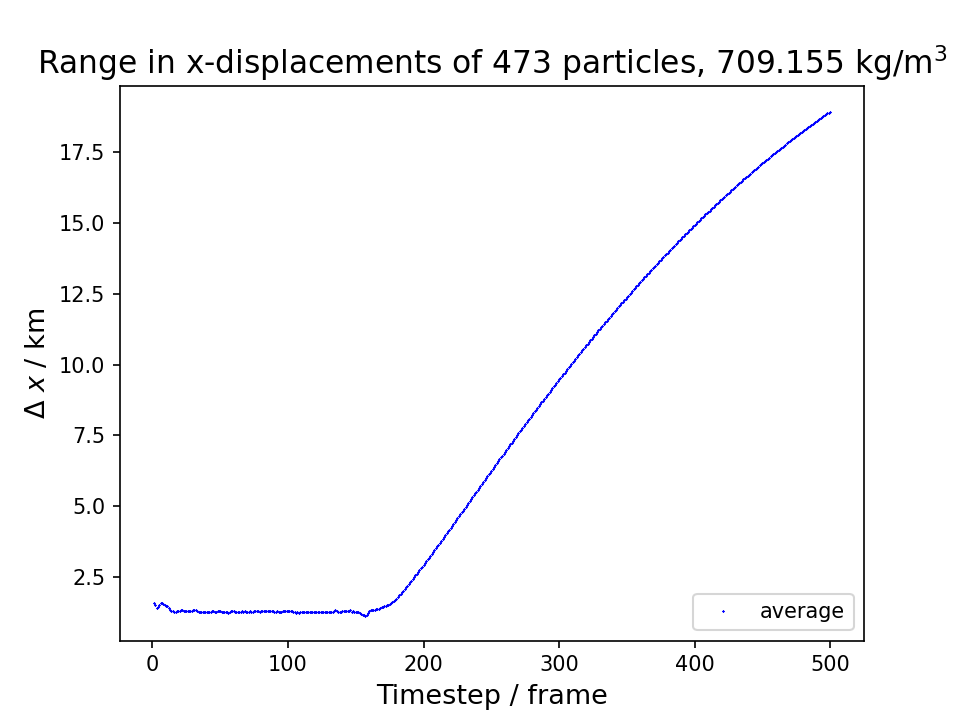 Range in x-displacements of 473 particles, 709.155 kg/m³
17.5
15.0
12.5
10.0
7.5
5.0
2.5
Δ x / km
average
0 100 200 300 400 500
Timestep / frame